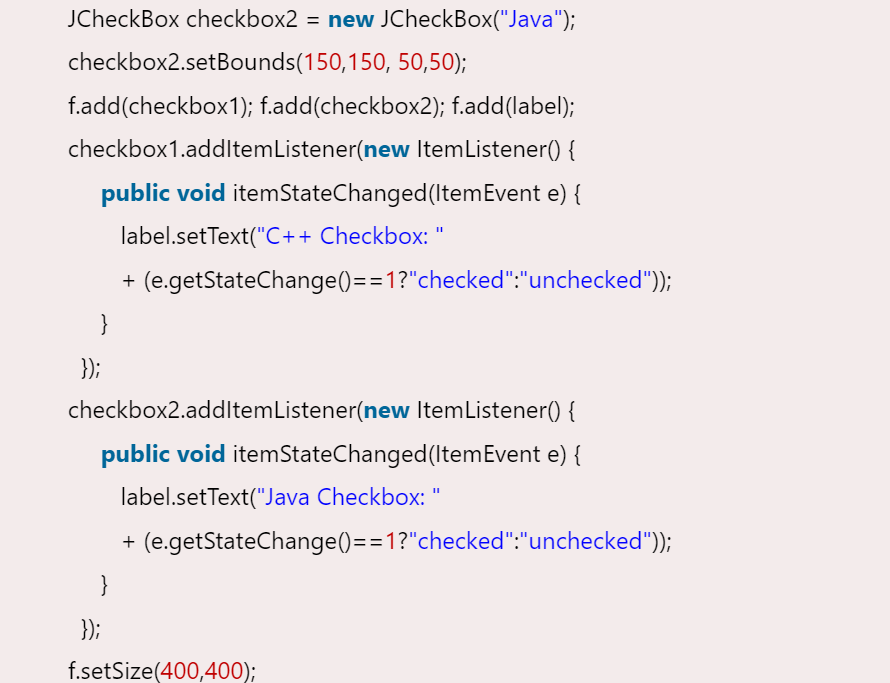 JCheckBox checkbox2 = new JCheckBox("Java");
checkbox2.setBounds(150,150, 50,50);
f.add(checkbox1); f.add(checkbox2); f.add(label);
checkbox1.addItemListener(new ItemListener() {
public void itemStateChanged(ItemEvent e) {
label.setText("C++ Checkbox: "
+ (e.getStateChange()==1?"checked":"unchecked"));
}
});
checkbox2.addItemListener(new ItemListener() {
public void itemStateChanged(ItemEvent e) {
label.setText("Java Checkbox: "
+ (e.getStateChange()==1?"checked":"unchecked"));
}
});
f.setSize(400,400);